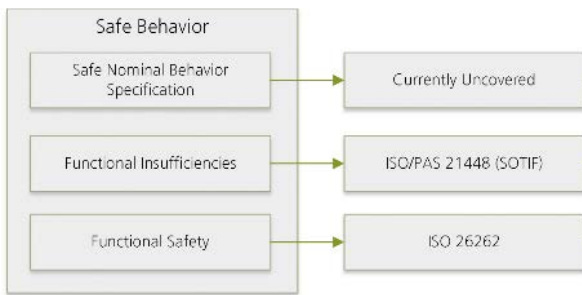 Safe Behavior
Safe Nominal Behavior
Specification
Currently Uncovered
Functional Insufficiencies
ISO/PAS 21448 (SOTIF)
Functional Safety
ISO 26262